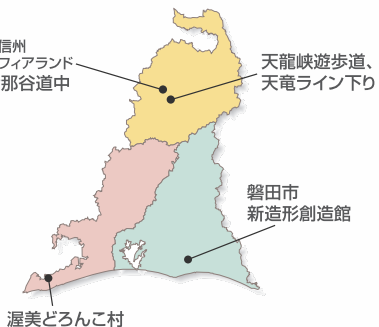 信州
フィアランド
那谷道中
天龍峡遊歩道、
天竜ライン下り
磐田市
新造形創造館
渥美どろんこ村